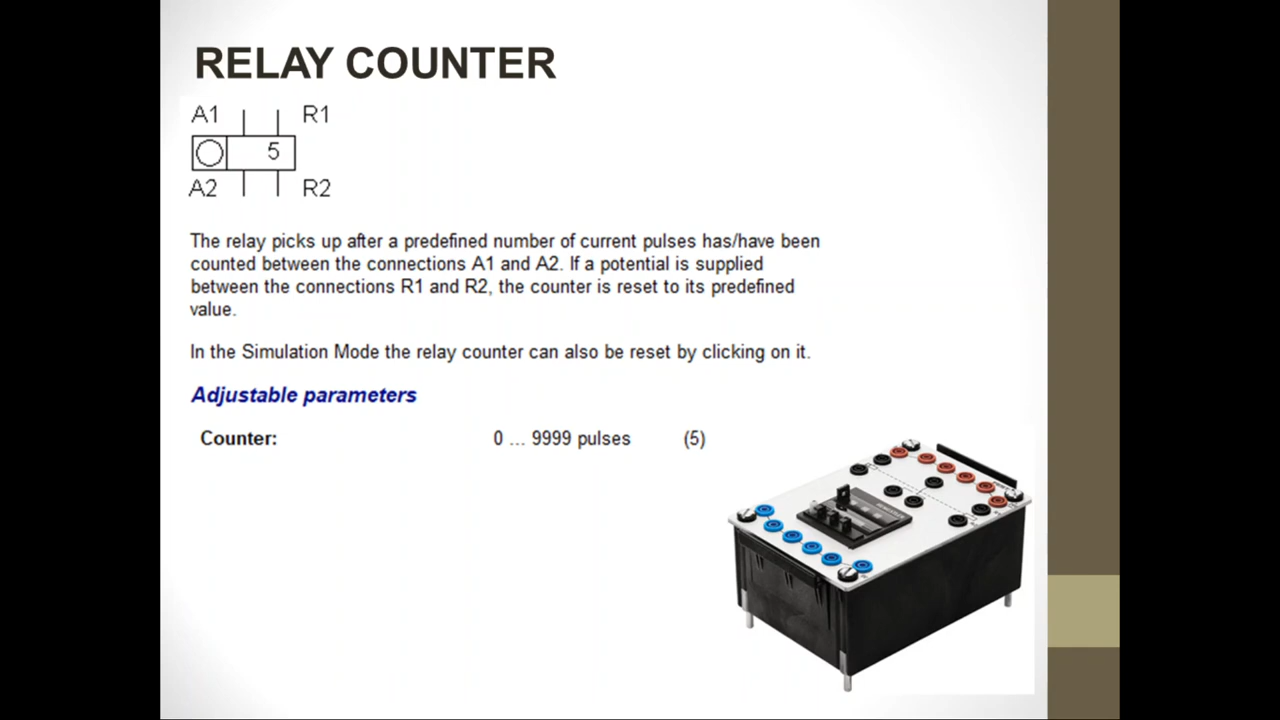 RELAY COUNTER
A1 R1
5
A2 R2
The relay picks up after a predefined number of current pulses has/have been
counted between the connections A1 and A2. If a potential is supplied
between the connections R1 and R2, the counter is reset to its predefined
value.
In the Simulation Mode the relay counter can also be reset by clicking on it.
Adjustable parameters
Counter: 0 ... 9999 pulses (5)